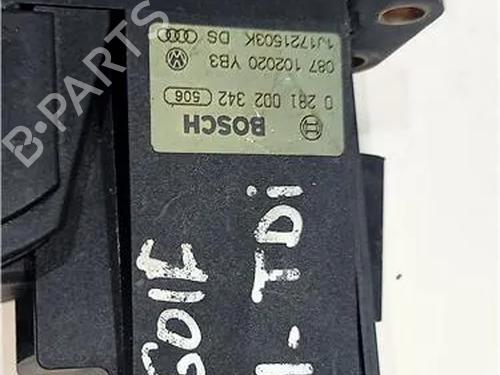 BOSCH
0 281 002 342 506
087 102020 YB3
1J1721503K DS
GOLF
I-TDi
B-PARTS